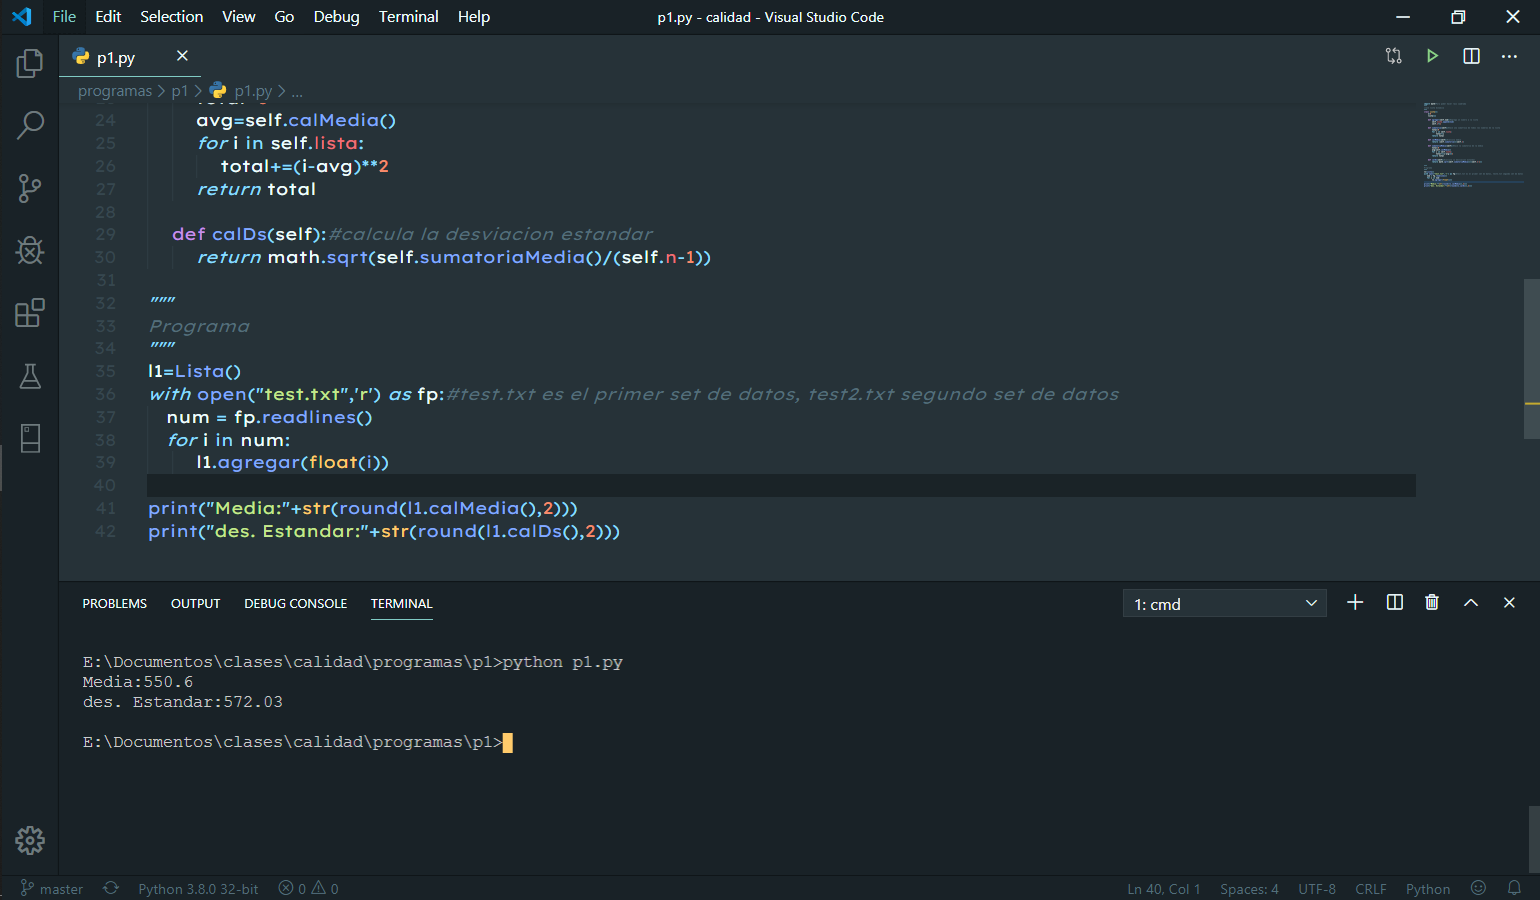 File Edit Selection View Go Debug Terminal Help
p1.py - calidad - Visual Studio Code
p1.py
programas > p1 > p1.py > ...
24 avg=self.calMedia()
25 for i in self.lista:
26 total+=(i-avg)**2
27 return total
28
29 def calDs(self):#calcula la desviacion estandar
30 return math.sqrt(self.sumatoriaMedia()/(self.n-1))
31
32 """
33 Programa
34 """
35 l1=Lista()
36 with open("test.txt",'r') as fp:#test.txt es el primer set de datos, test2.txt segundo set de datos
37 num = fp.readlines()
38 for i in num:
39 l1.agregar(float(i))
40
41 print("Media:"+str(round(l1.calMedia(),2)))
42 print("des. Estandar:"+str(round(l1.calDs(),2)))
PROBLEMS OUTPUT DEBUG CONSOLE TERMINAL
1: cmd
E:\Documentos\clases\calidad\programas\p1>python p1.py
Media:550.6
des. Estandar:572.03
E:\Documentos\clases\calidad\programas\p1>
master Python 3.8.0 32-bit 0 0 Ln 40, Col 1 Spaces: 4 UTF-8 CRLF Python